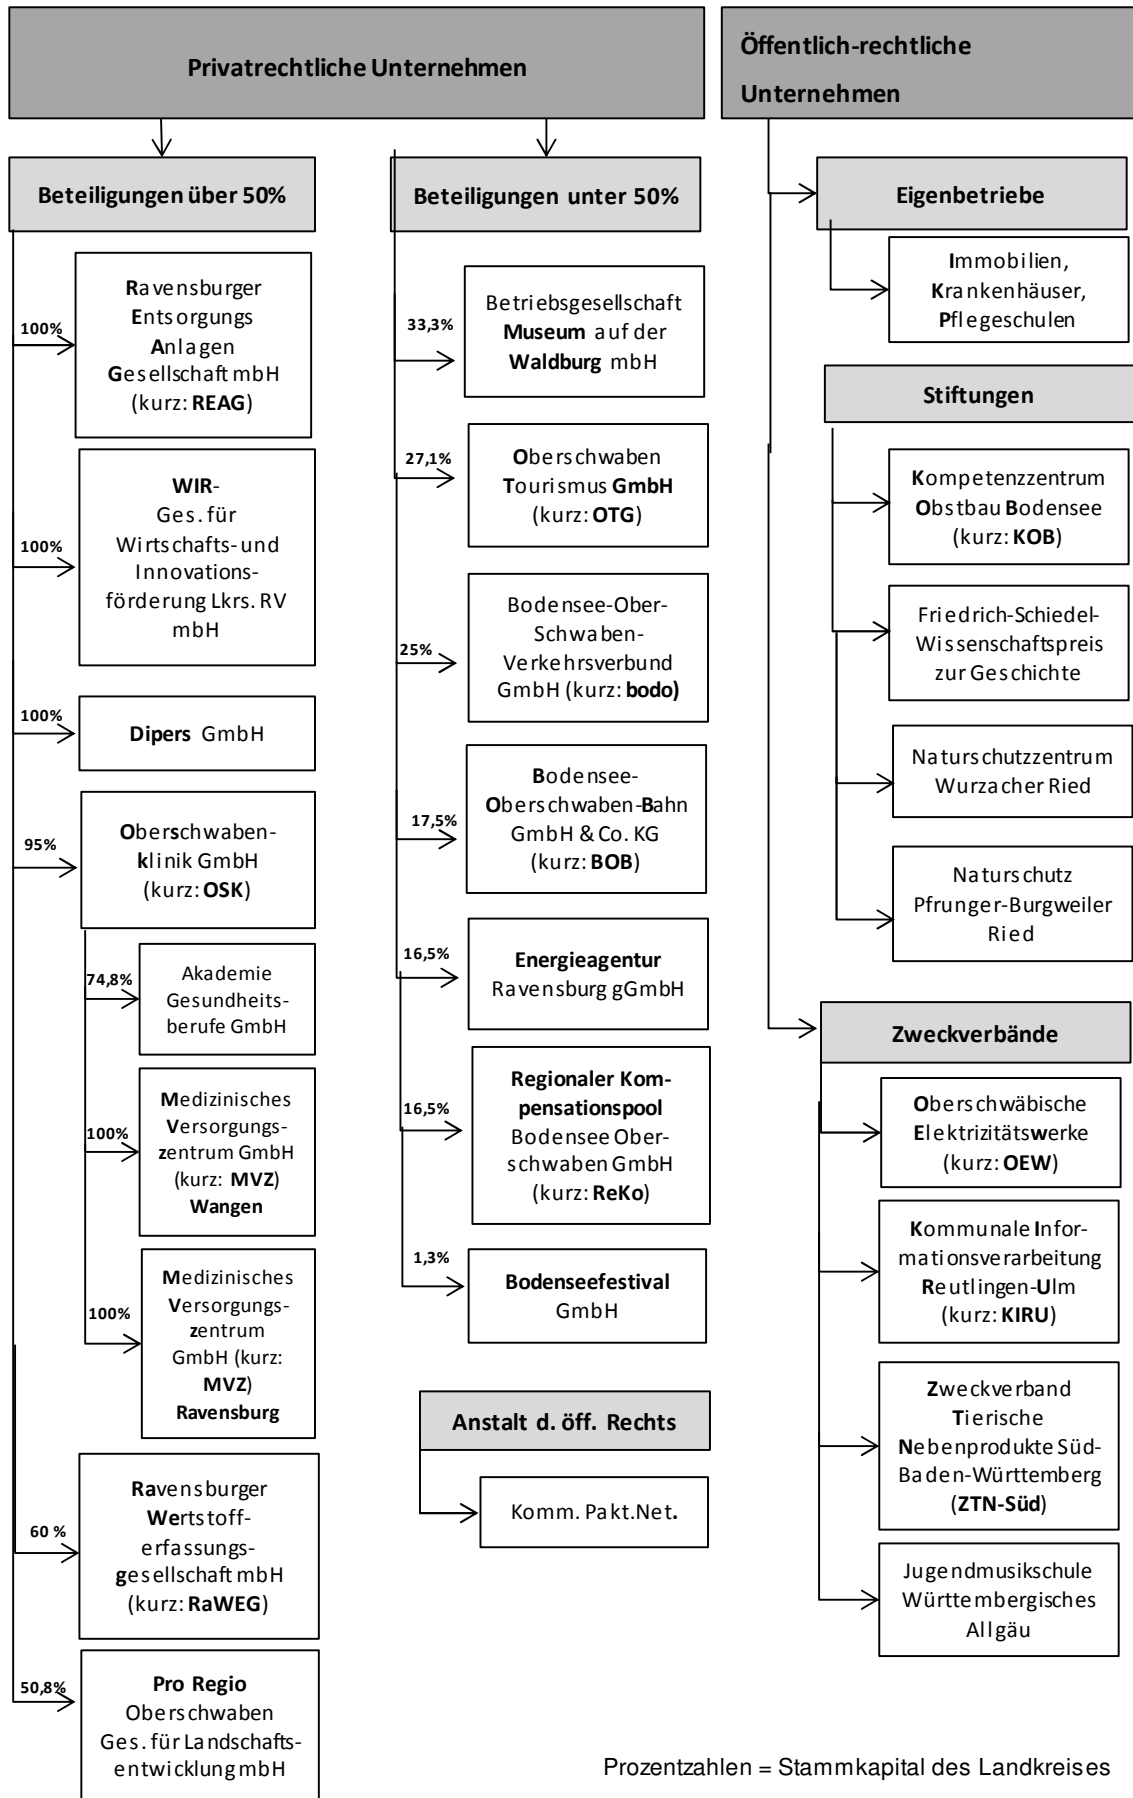 Privatrechtliche Unternehmen
Beteiligungen über 50%
100%
Ravensburger
Entsorgungs
Anlagen
Gesellschaft mbH
(kurz: REAG)
100%
WIR-
Ges. für
Wirtschafts- und
Innovations-
förderung Lkrs. RV
mbH
100%
Dipers GmbH
95%
Oberschwaben-
klinik GmbH
(kurz: OSK)
74,8%
Akademie
Gesundheits-
berufe GmbH
100%
Medizinisches
Versorgungs-
zentrum GmbH
(kurz: MVZ)
Wangen
100%
Medizinisches
Versorgungs-
zentrum
GmbH (kurz:
MVZ)
Ravensburg
60 %
Ravensburger
Wertstoff-
erfassungs-
gesellschaft mbH
(kurz: RaWEG)
50,8%
Pro Regio
Oberschwaben
Ges. für Landschafts-
entwicklung mbH
Beteiligungen unter 50%
33,3%
Betriebsgesellschaft
Museum auf der
Waldburg mbH
27,1%
Oberschwaben
Tourismus GmbH
(kurz: OTG)
25%
Bodensee-Ober-
Schwaben-
Verkehrsverbund
GmbH (kurz: bodo)
17,5%
Bodensee-
Oberschwaben-Bahn
GmbH & Co. KG
(kurz: BOB)
16,5%
Energieagentur
Ravensburg gGmbH
16,5%
Regionaler Kom-
pensationspool
Bodensee Ober-
schwaben GmbH
(kurz: ReKo)
1,3%
Bodenseefestival
GmbH
Anstalt d. öff. Rechts
Komm. Pakt.Net.
Öffentlich-rechtliche
Unternehmen
Eigenbetriebe
Immobilien,
Krankenhäuser,
Pflegeschulen
Stiftungen
Kompetenzzentrum
Obstbau Bodensee
(kurz: KOB)
Friedrich-Schiedel-
Wissenschaftspreis
zur Geschichte
Naturschutzzentrum
Wurzacher Ried
Naturschutz
Pfrunger-Burgweiler
Ried
Zweckverbände
Oberschwäbische
Elektrizitätswerke
(kurz: OEW)
Kommunale Infor-
mationsverarbeitung
Reutlingen-Ulm
(kurz: KIRU)
Zweckverband
Tierische
Nebenprodukte Süd-
Baden-Württemberg
(ZTN-Süd)
Jugendmusikschule
Württembergisches
Allgäu
Prozentzahlen = Stammkapital des Landkreises